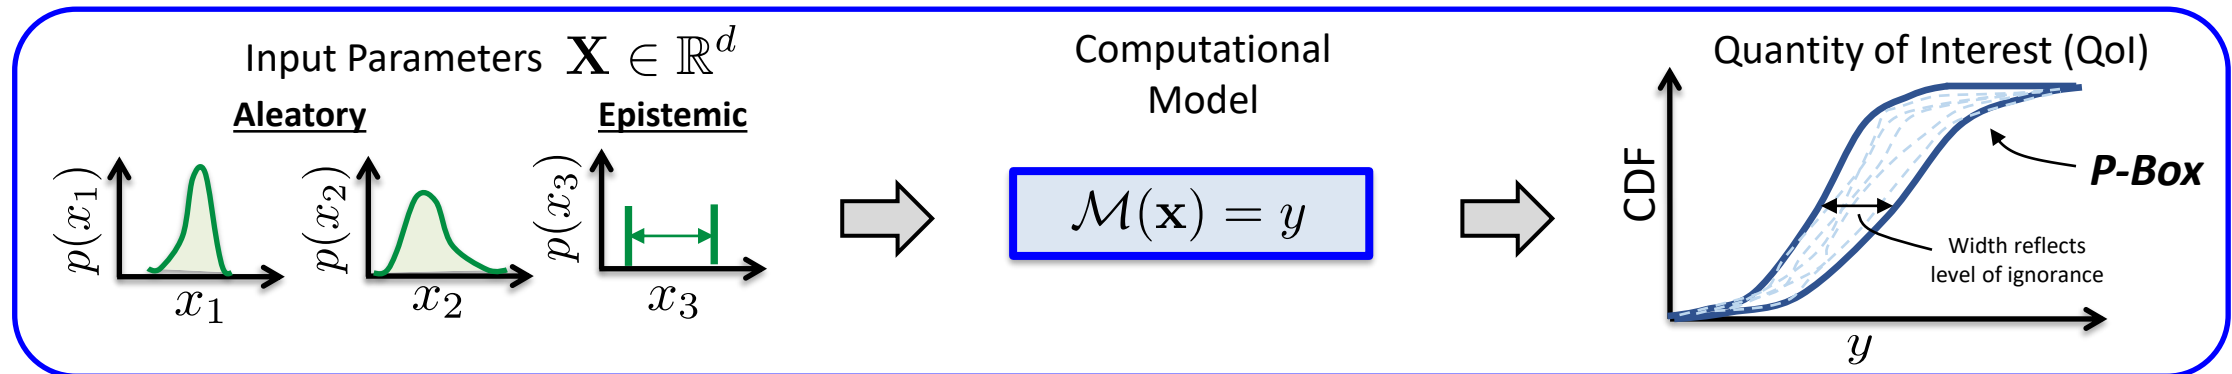 Input Parameters X ∈ ℝ^d
Aleatory
Epistemic
p(x_1)
x_1
p(x_2)
x_2
p(x_3)
x_3
Computational
Model
ℳ(x) = y
Quantity of Interest (QoI)
CDF
P-Box
Width reflects
level of ignorance
y